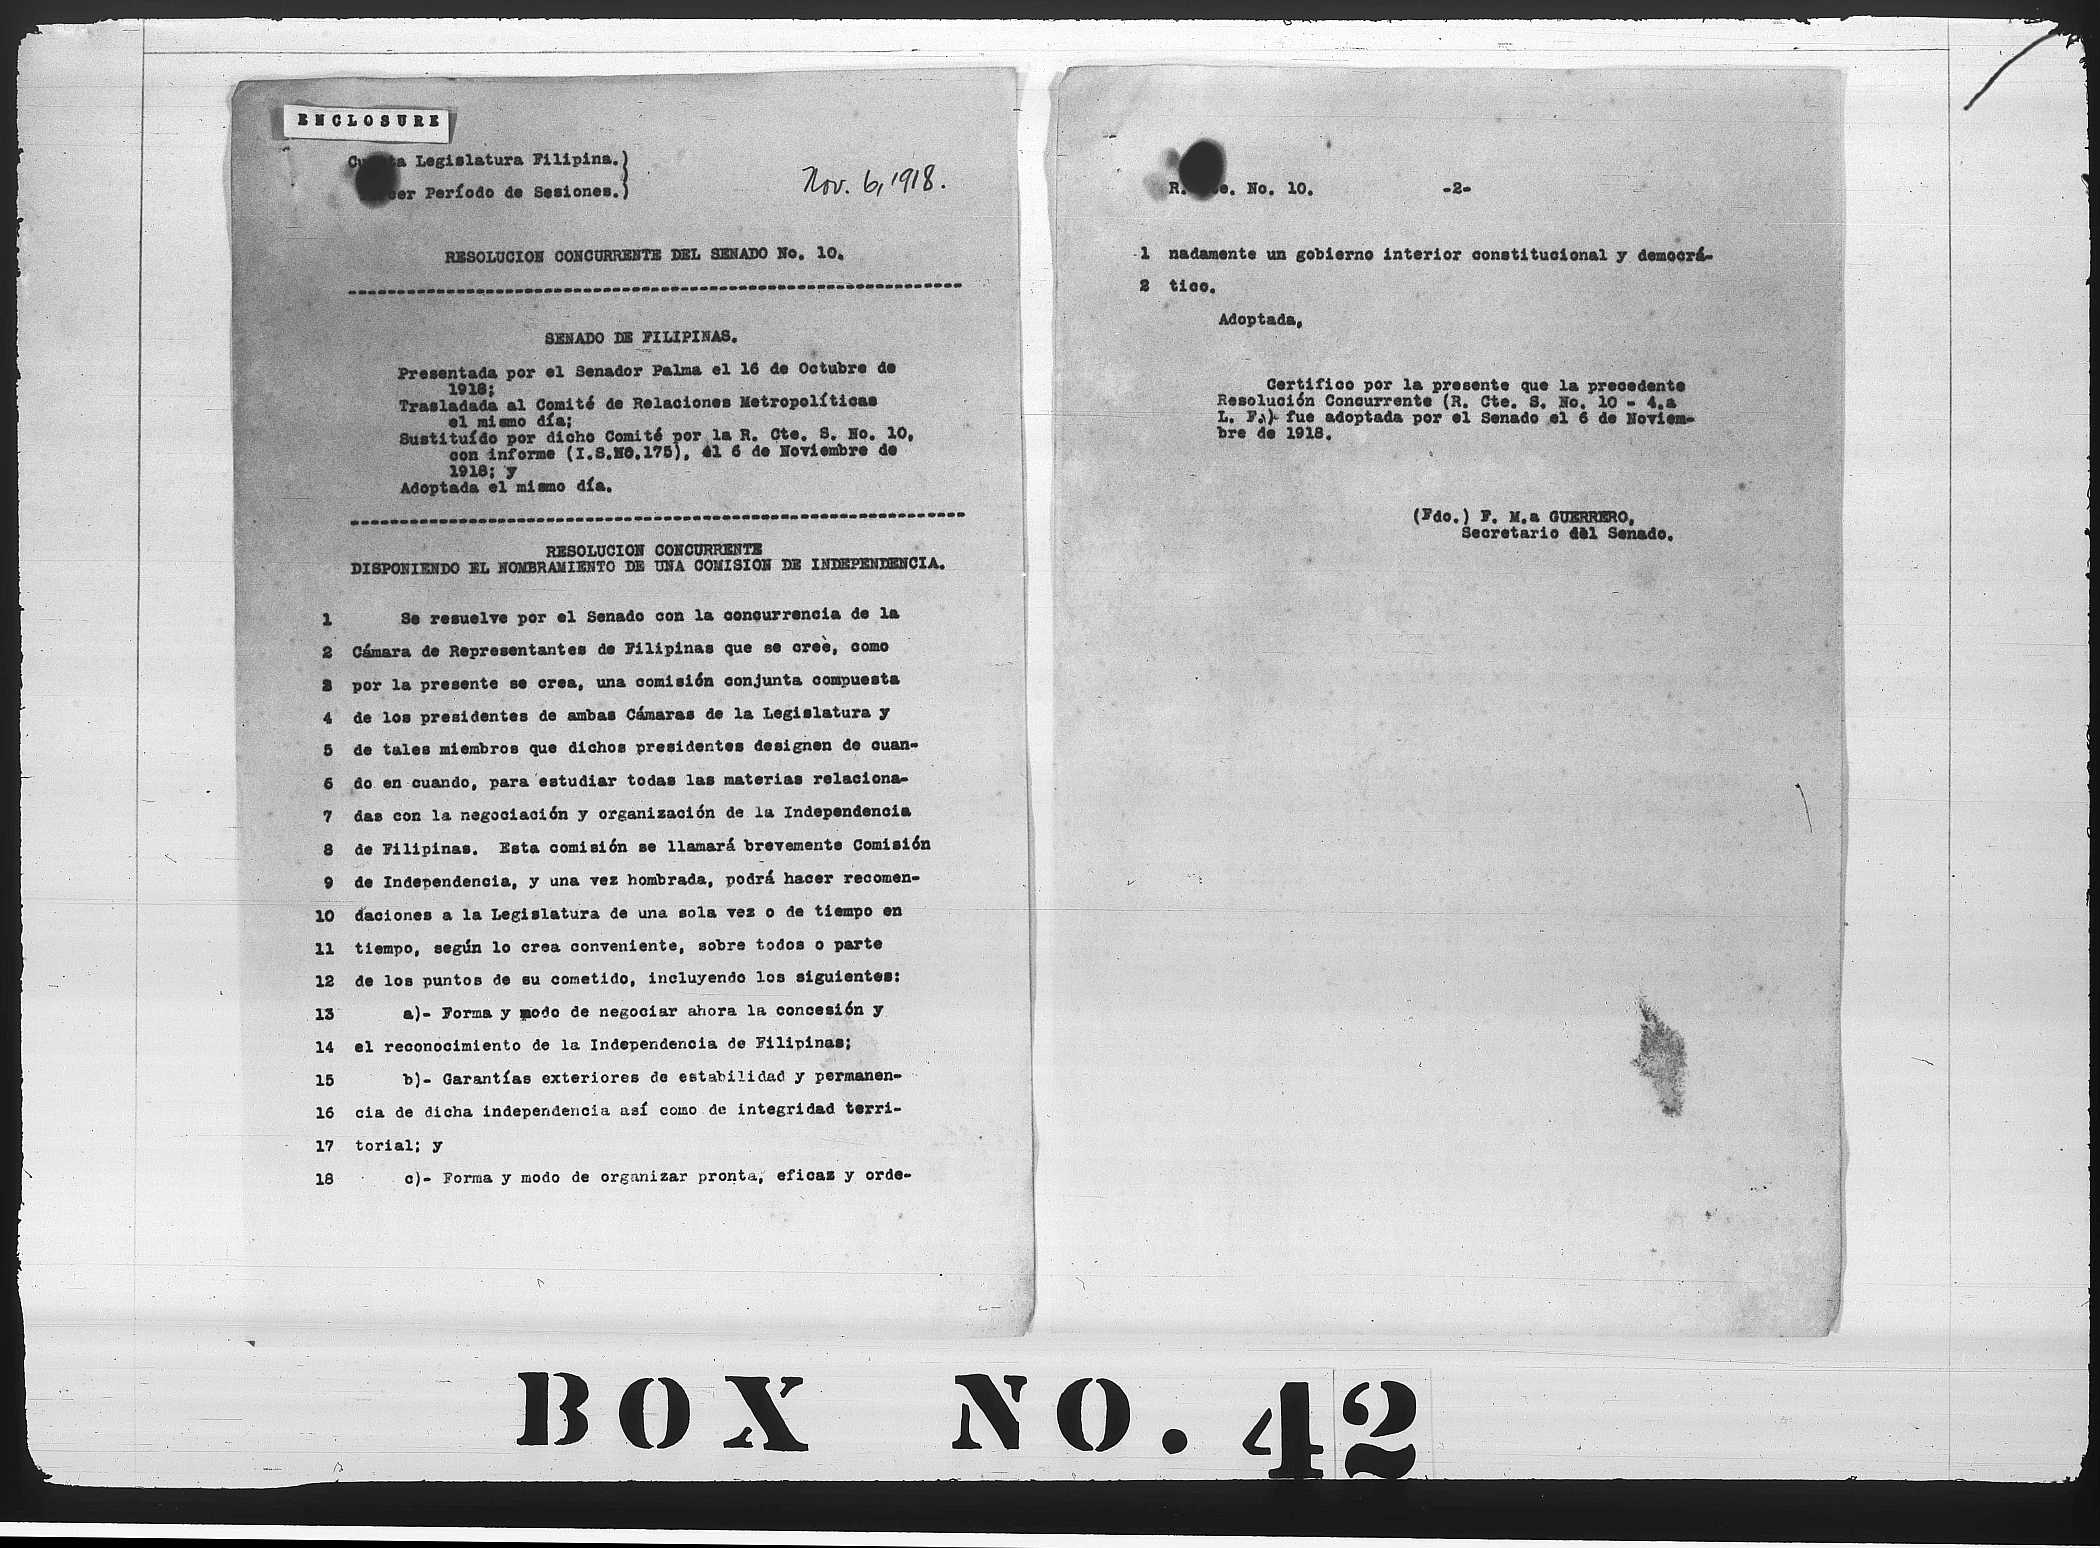 ENCLOSURE
Legislatura Filipina.)
Período de Sesiones.)
Nov. 6, 1918.
RESOLUCION CONCURRENTE DEL SENADO No. 10.
SENADO DE FILIPINAS.
Presentada por el Senador Palma el 16 de Octubre de
1918;
Trasladada al Comité de Relaciones Metropolíticas
el mismo día;
Sustituído por dicho Comité por la R. Cte. S. No. 10,
con informe (I.S.NO.175), el 6 de Noviembre de
1918; y
Adoptada el mismo día.
RESOLUCION CONCURRENTE
DISPONIENDO EL NOMBRAMIENTO DE UNA COMISION DE INDEPENDENCIA.
1 Se resuelve por el Senado con la concurrencia de la
2 Cámara de Representantes de Filipinas que se creè, como
3 por la presente se crea, una comisión conjunta compuesta
4 de los presidentes de ambas Cámaras de la Legislatura y
5 de tales miembros que dichos presidentes designen de cuan-
6 do en cuando, para estudiar todas las materias relaciona-
7 das con la negociación y organización de la Independencia
8 de Filipinas. Esta comisión se llamará brevemente Comisión
9 de Independencia, y una vez hombrada, podrá hacer recomen-
10 daciones a la Legislatura de una sola vez o de tiempo en
11 tiempo, según lo crea conveniente, sobre todos o parte
12 de los puntos de su cometido, incluyendo los siguientes:
13 a)- Forma y modo de negociar ahora la concesión y
14 el reconocimiento de la Independencia de Filipinas;
15 b)- Garantías exteriores de estabilidad y permanen-
16 cia de dicha independencia así como de integridad terri-
17 torial; y
18 c)- Forma y modo de organizar pronta, eficaz y orde-
R. No. 10. -2-
1 nadamente un gobierno interior constitucional y democrá-
2 tico.
Adoptada,
Certifico por la presente que la precedente
Resolución Concurrente (R. Cte. S. No. 10 - 4.a
L. F.) fue adoptada por el Senado el 6 de Noviem-
bre de 1918.
(Fdo.) F. M.a GUERRERO,
Secretario del Senado.
BOX NO. 42